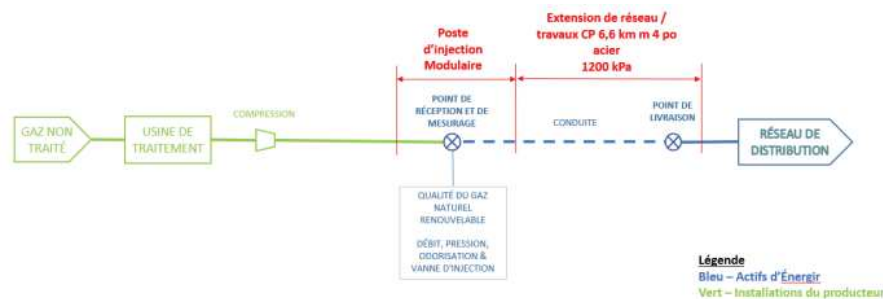 Poste
d'injection
Modulaire
Extension de réseau /
travaux CP 6,6 km m 4 po
acier
1200 kPa
GAZ NON
TRAITÉ
USINE DE
TRAITEMENT
COMPRESSION
POINT DE
RÉCEPTION ET DE
MESURAGE
CONDUITE
POINT DE
LIVRAISON
RÉSEAU DE
DISTRIBUTION
QUALITÉ DU GAZ
NATUREL
RENOUVELABLE
DÉBIT, PRESSION,
ODORISATION &
VANNE D'INJECTION
Légende
Bleu – Actifs d'Énergir
Vert – Installations du producteur